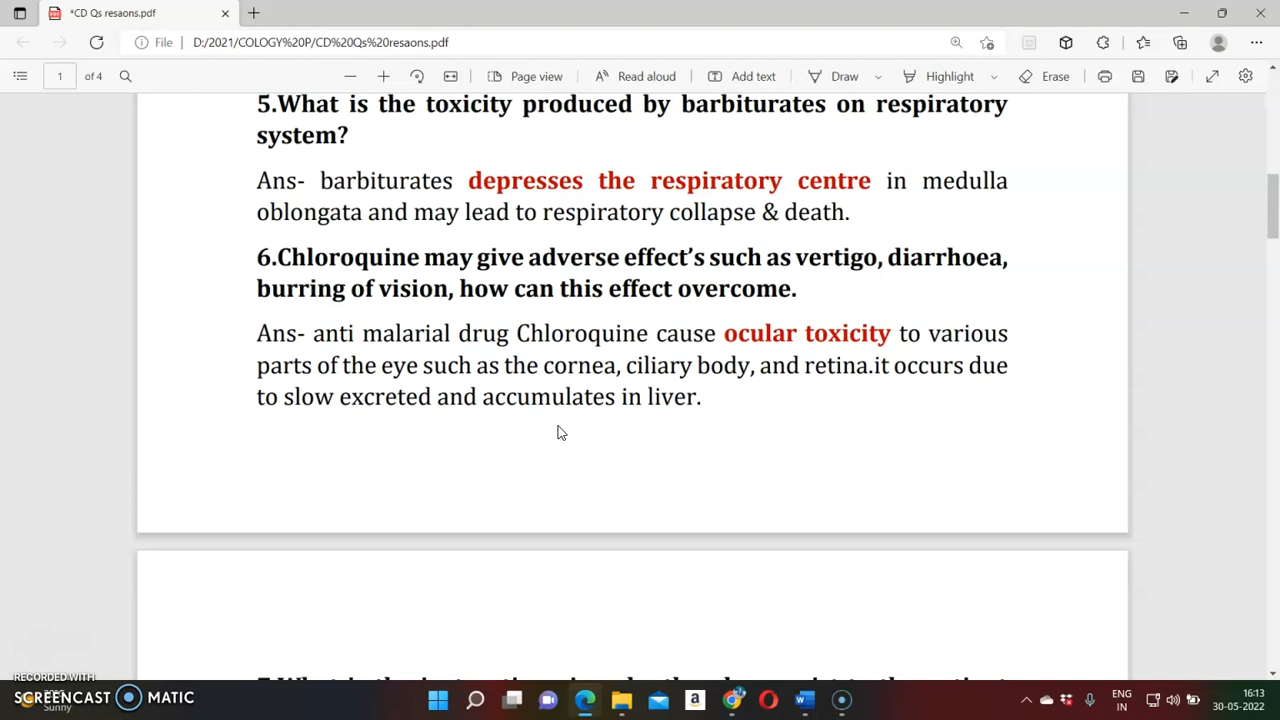 *CD Qs resaons.pdf
File D:/2021/COLOGY%20P/CD%20Qs%20resaons.pdf
1 of 4 Page view Read aloud Add text Draw Highlight Erase
5.What is the toxicity produced by barbiturates on respiratory
system?
Ans- barbiturates depresses the respiratory centre in medulla
oblongata and may lead to respiratory collapse & death.
6.Chloroquine may give adverse effect's such as vertigo, diarrhoea,
burring of vision, how can this effect overcome.
Ans- anti malarial drug Chloroquine cause ocular toxicity to various
parts of the eye such as the cornea, ciliary body, and retina.it occurs due
to slow excreted and accumulates in liver.
RECORDED WITH
SCREENCAST MATIC
Sunny
ENG
IN
16:13
30-05-2022